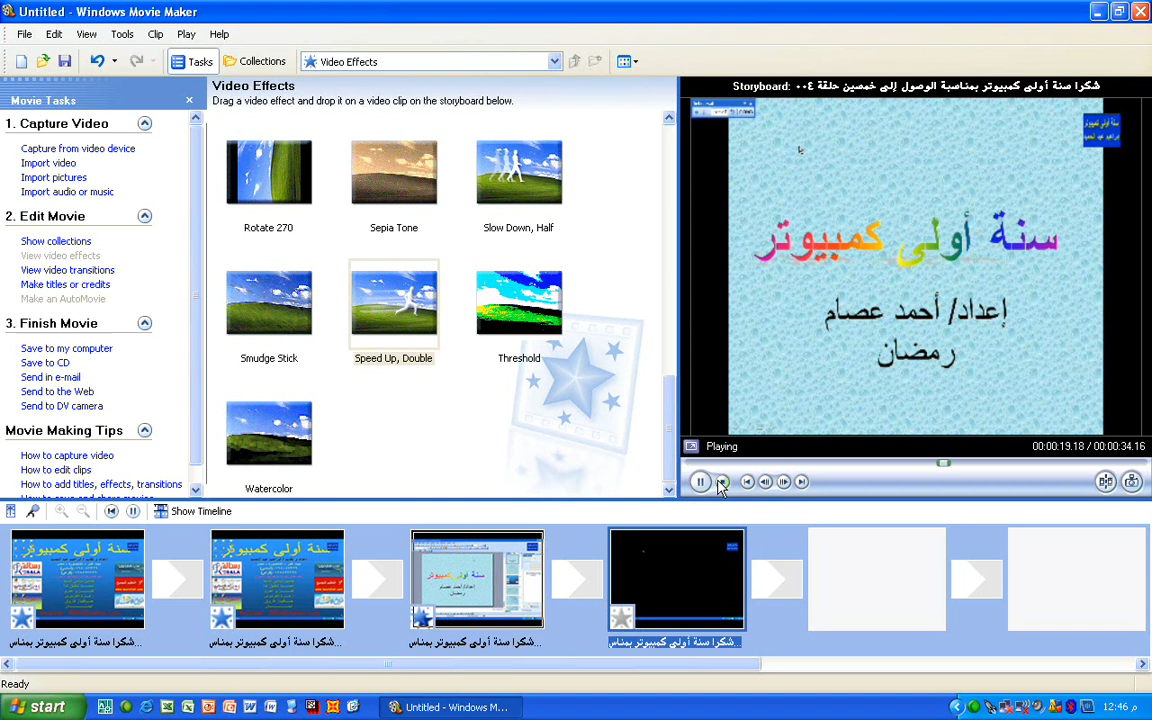 Untitled - Windows Movie Maker
File Edit View Tools Clip Play Help
Tasks Collections Video Effects
Movie Tasks
1. Capture Video
Capture from video device
Import video
Import pictures
Import audio or music
2. Edit Movie
Show collections
View video effects
View video transitions
Make titles or credits
Make an AutoMovie
3. Finish Movie
Save to my computer
Save to CD
Send in e-mail
Send to the Web
Send to DV camera
Movie Making Tips
How to capture video
How to edit clips
How to add titles, effects, transitions
Video Effects
Drag a video effect and drop it on a video clip on the storyboard below.
Rotate 270
Sepia Tone
Slow Down, Half
Smudge Stick
Speed Up, Double
Threshold
Watercolor
Storyboard: شكرا سنة أولى كمبيوتر بمناسبة الوصول إلى خمسين حلقة ٠٠٤
سنة أولى كمبيوتر
إعداد/ أحمد عصام
رمضان
Playing
00:00:19.18 / 00:00:34.16
Show Timeline
سنة أولى كمبيوتر
سنة أولى كمبيوتر
سنة أولى كمبيوتر
شكرا سنة أولى كمبيوتر بمناس...
شكرا سنة أولى كمبيوتر بمناس...
شكرا سنة أولى كمبيوتر بمناس...
شكرا سنة أولى كمبيوتر بمناس...
Ready
start
Untitled - Windows M...
12:46 م